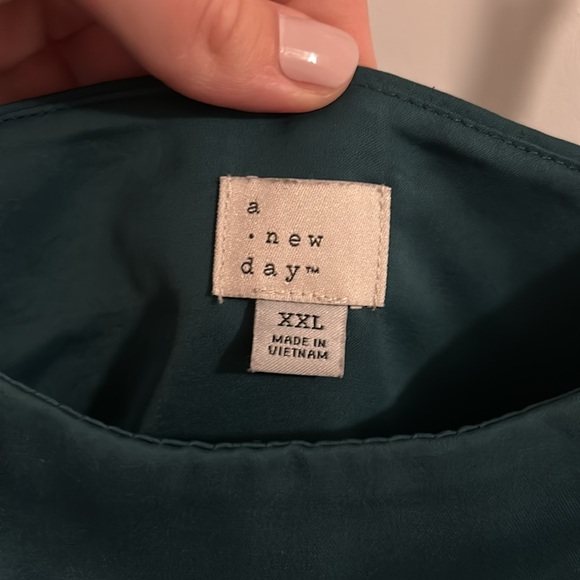 a
· new
day™
XXL
MADE IN
VIETNAM